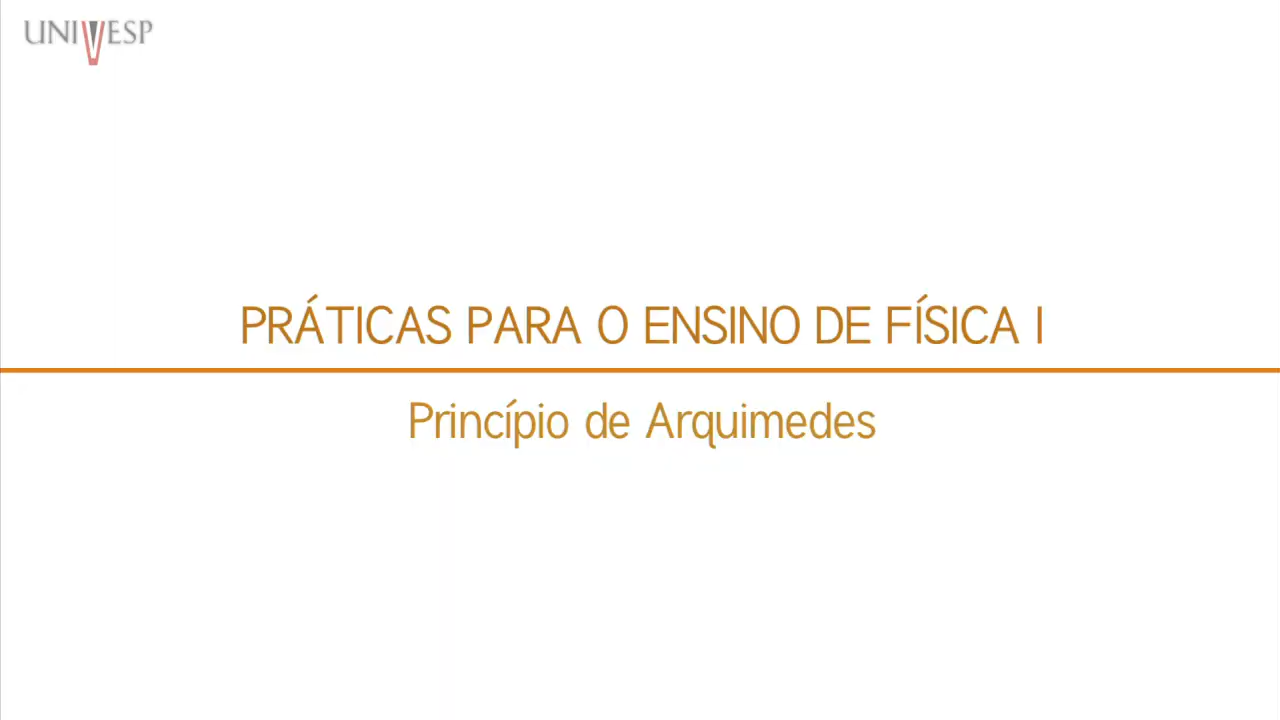 UNIVESP
PRÁTICAS PARA O ENSINO DE FÍSICA I
Princípio de Arquimedes